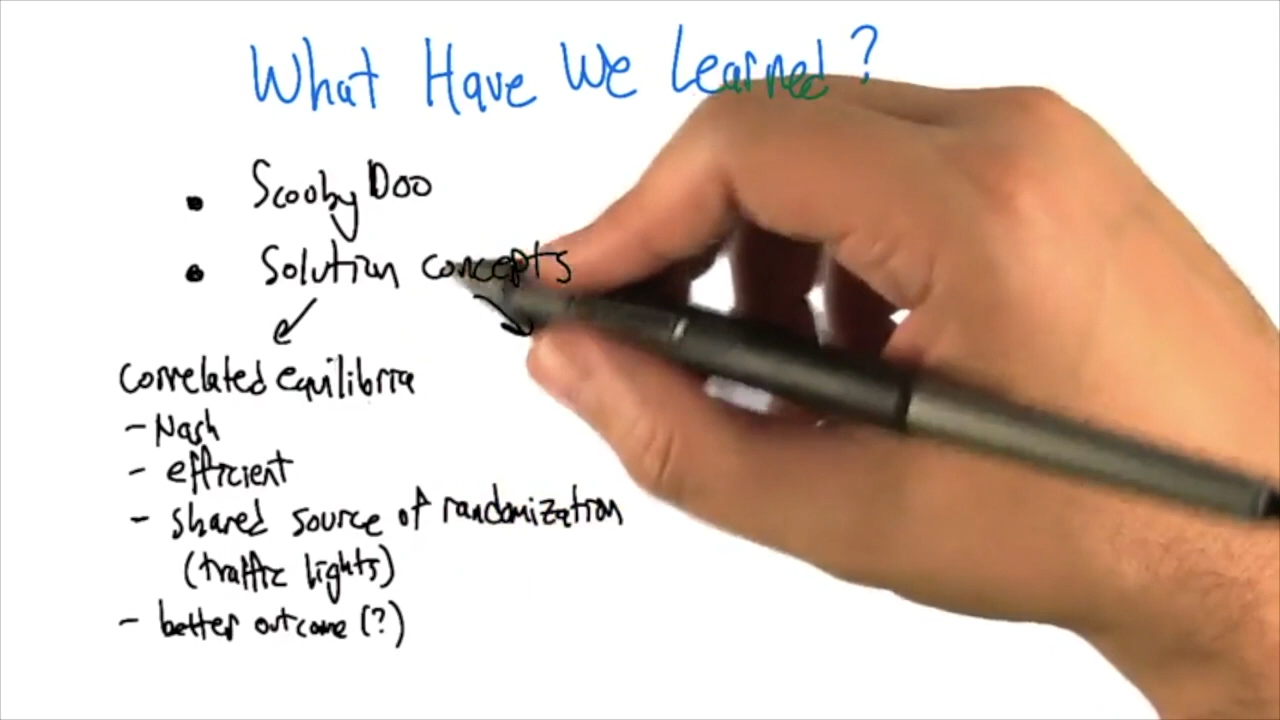 What Have We Learned?
• Scooby Doo
• Solution concepts
correlated equilibria
- Nash
- efficient
- shared source of randomization
(traffic lights)
- better outcome (?)